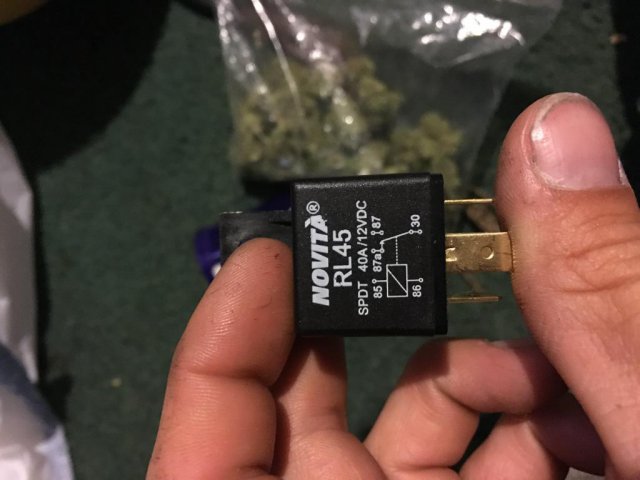 NOVITA®
RL45
SPDT 40A/12VDC
85 87a 87
86 30